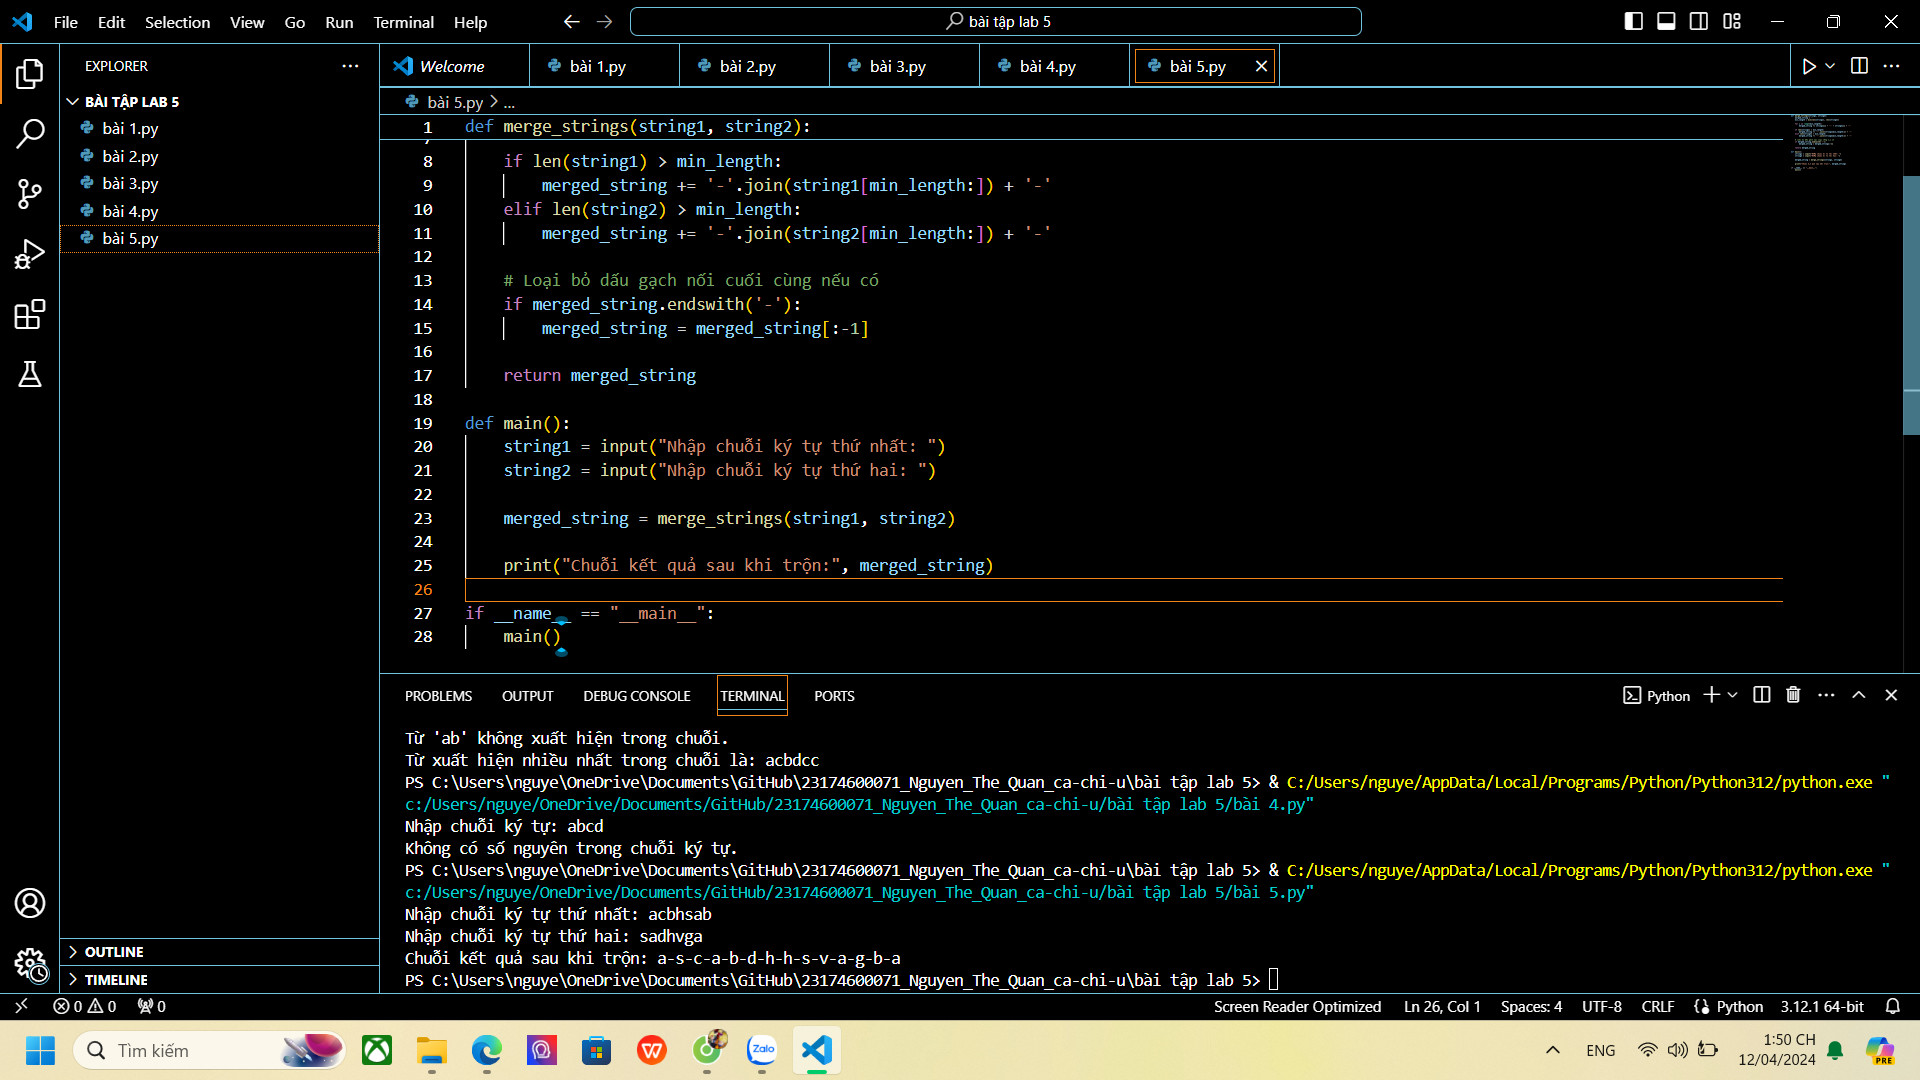 File Edit Selection View Go Run Terminal Help
bài tập lab 5
EXPLORER
BÀI TẬP LAB 5
bài 1.py
bài 2.py
bài 3.py
bài 4.py
bài 5.py
OUTLINE
TIMELINE
Welcome bài 1.py bài 2.py bài 3.py bài 4.py bài 5.py
bài 5.py > ...
1 def merge_strings(string1, string2):
8 if len(string1) > min_length:
9 merged_string += '-'.join(string1[min_length:]) + '-'
10 elif len(string2) > min_length:
11 merged_string += '-'.join(string2[min_length:]) + '-'
12
13 # Loại bỏ dấu gạch nối cuối cùng nếu có
14 if merged_string.endswith('-'):
15 merged_string = merged_string[:-1]
16
17 return merged_string
18
19 def main():
20 string1 = input("Nhập chuỗi ký tự thứ nhất: ")
21 string2 = input("Nhập chuỗi ký tự thứ hai: ")
22
23 merged_string = merge_strings(string1, string2)
24
25 print("Chuỗi kết quả sau khi trộn:", merged_string)
26
27 if __name__ == "__main__":
28 main()
PROBLEMS OUTPUT DEBUG CONSOLE TERMINAL PORTS
Python
Từ 'ab' không xuất hiện trong chuỗi.
Từ xuất hiện nhiều nhất trong chuỗi là: acbdcc
PS C:\Users\nguye\OneDrive\Documents\GitHub\23174600071_Nguyen_The_Quan_ca-chi-u\bài tập lab 5> & C:/Users/nguye/AppData/Local/Programs/Python/Python312/python.exe "
c:/Users/nguye/OneDrive/Documents/GitHub/23174600071_Nguyen_The_Quan_ca-chi-u/bài tập lab 5/bài 4.py"
Nhập chuỗi ký tự: abcd
Không có số nguyên trong chuỗi ký tự.
PS C:\Users\nguye\OneDrive\Documents\GitHub\23174600071_Nguyen_The_Quan_ca-chi-u\bài tập lab 5> & C:/Users/nguye/AppData/Local/Programs/Python/Python312/python.exe "
c:/Users/nguye/OneDrive/Documents/GitHub/23174600071_Nguyen_The_Quan_ca-chi-u/bài tập lab 5/bài 5.py"
Nhập chuỗi ký tự thứ nhất: acbhsab
Nhập chuỗi ký tự thứ hai: sadhvga
Chuỗi kết quả sau khi trộn: a-s-c-a-b-d-h-h-s-v-a-g-b-a
PS C:\Users\nguye\OneDrive\Documents\GitHub\23174600071_Nguyen_The_Quan_ca-chi-u\bài tập lab 5>
0 0 0 Screen Reader Optimized Ln 26, Col 1 Spaces: 4 UTF-8 CRLF Python 3.12.1 64-bit
Tìm kiếm
Zalo
ENG
1:50 CH
12/04/2024
PRE